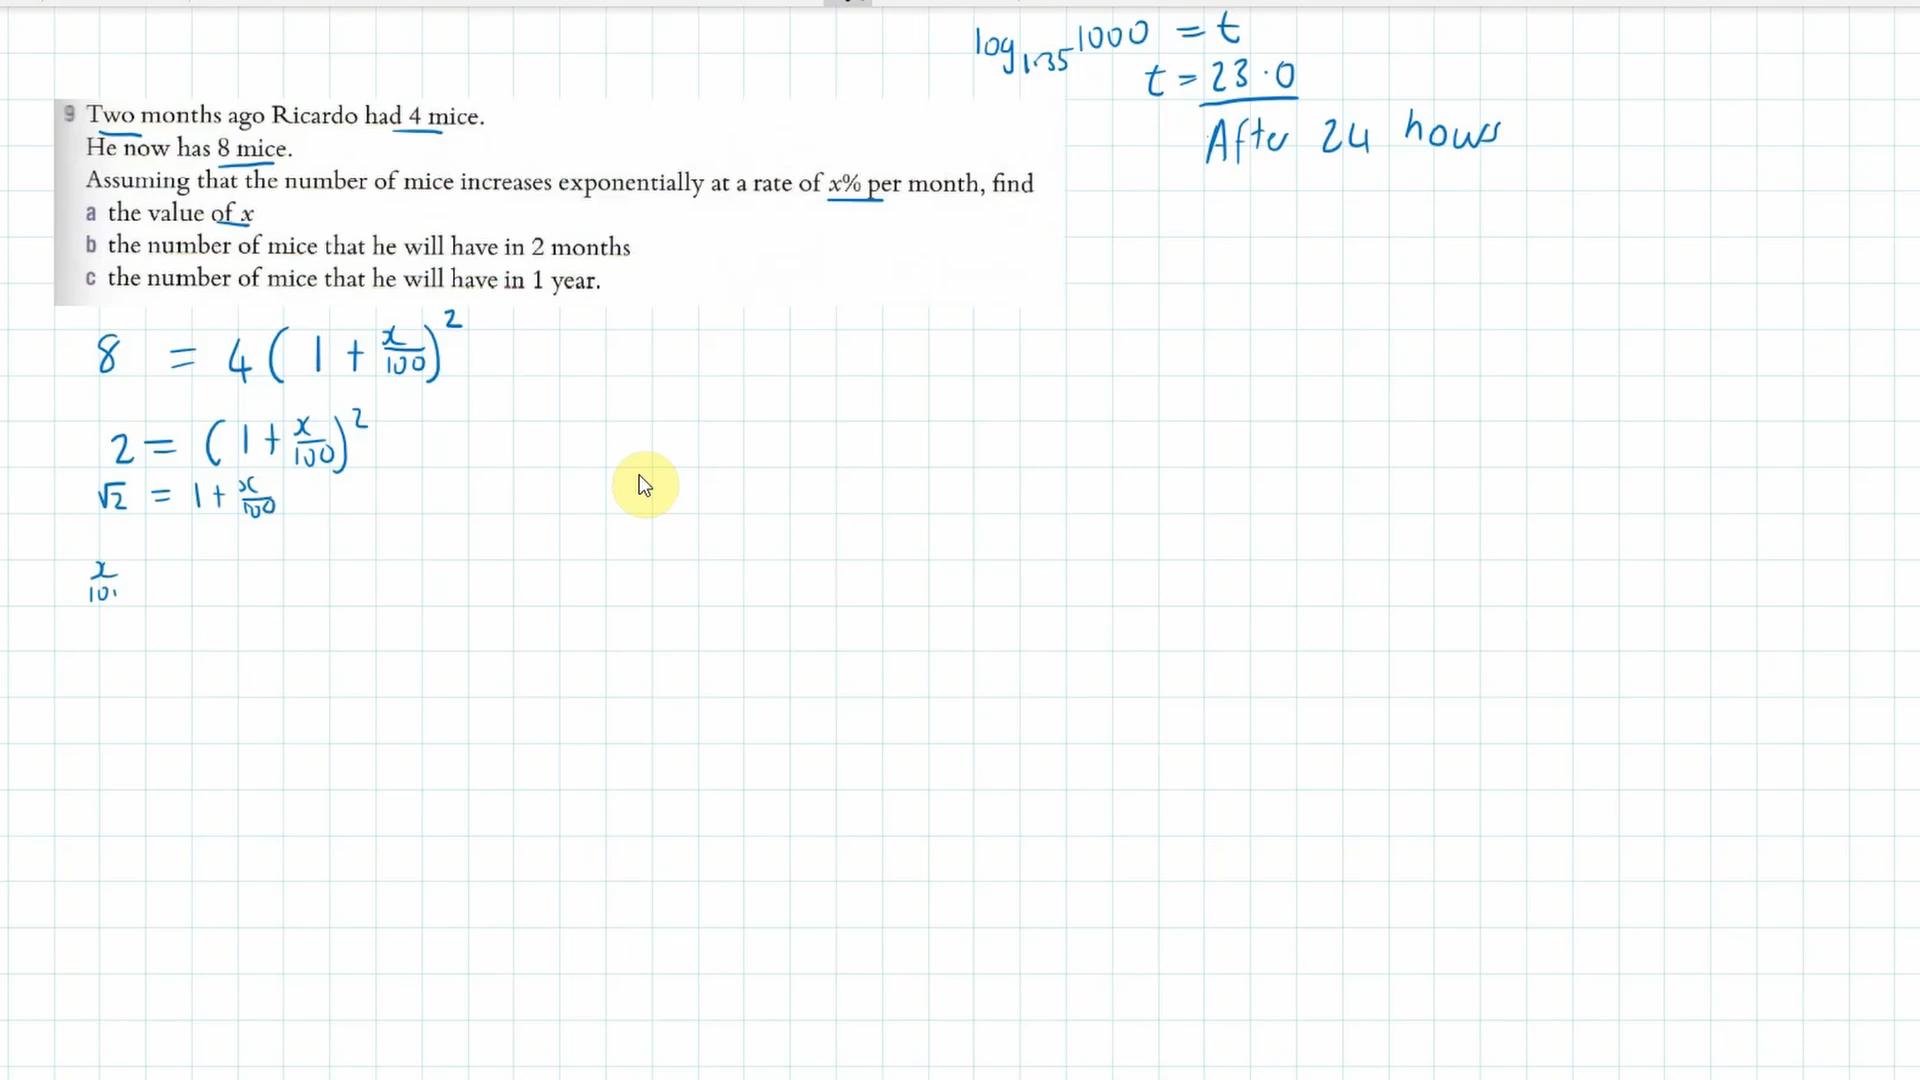 log₁.₃₅ 1000 = t
t = 23·0
After 24 hours
9 Two months ago Ricardo had 4 mice.
He now has 8 mice.
Assuming that the number of mice increases exponentially at a rate of x% per month, find
a the value of x
b the number of mice that he will have in 2 months
c the number of mice that he will have in 1 year.
8 = 4(1 + x/100)²
2 = (1 + x/100)²
√2 = 1 + x/100
x/10